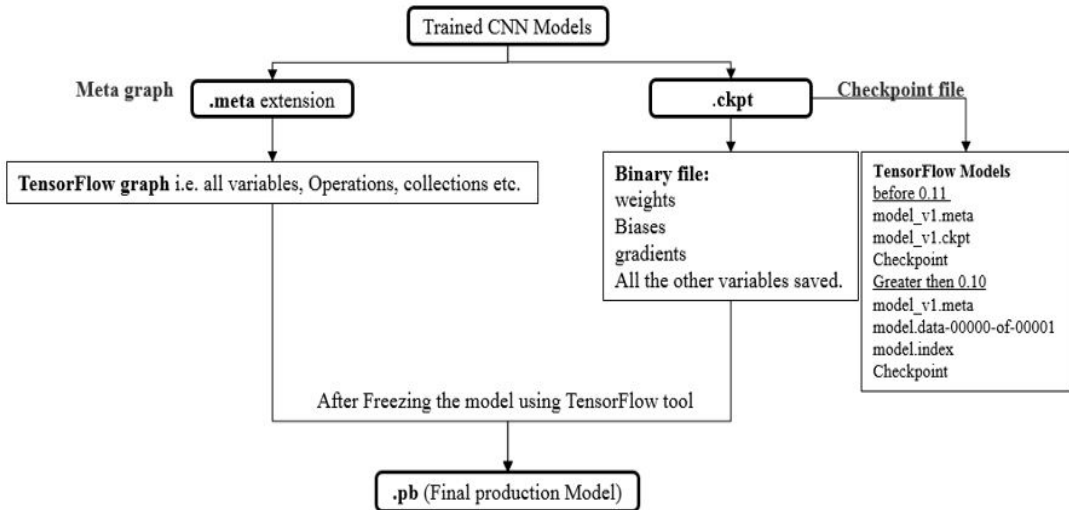 Trained CNN Models
Meta graph
.meta extension
.ckpt
Checkpoint file
TensorFlow graph i.e. all variables, Operations, collections etc.
Binary file:
weights
Biases
gradients
All the other variables saved.
TensorFlow Models
before 0.11
model_v1.meta
model_v1.ckpt
Checkpoint
Greater then 0.10
model_v1.meta
model.data-00000-of-00001
model.index
Checkpoint
After Freezing the model using TensorFlow tool
.pb (Final production Model)